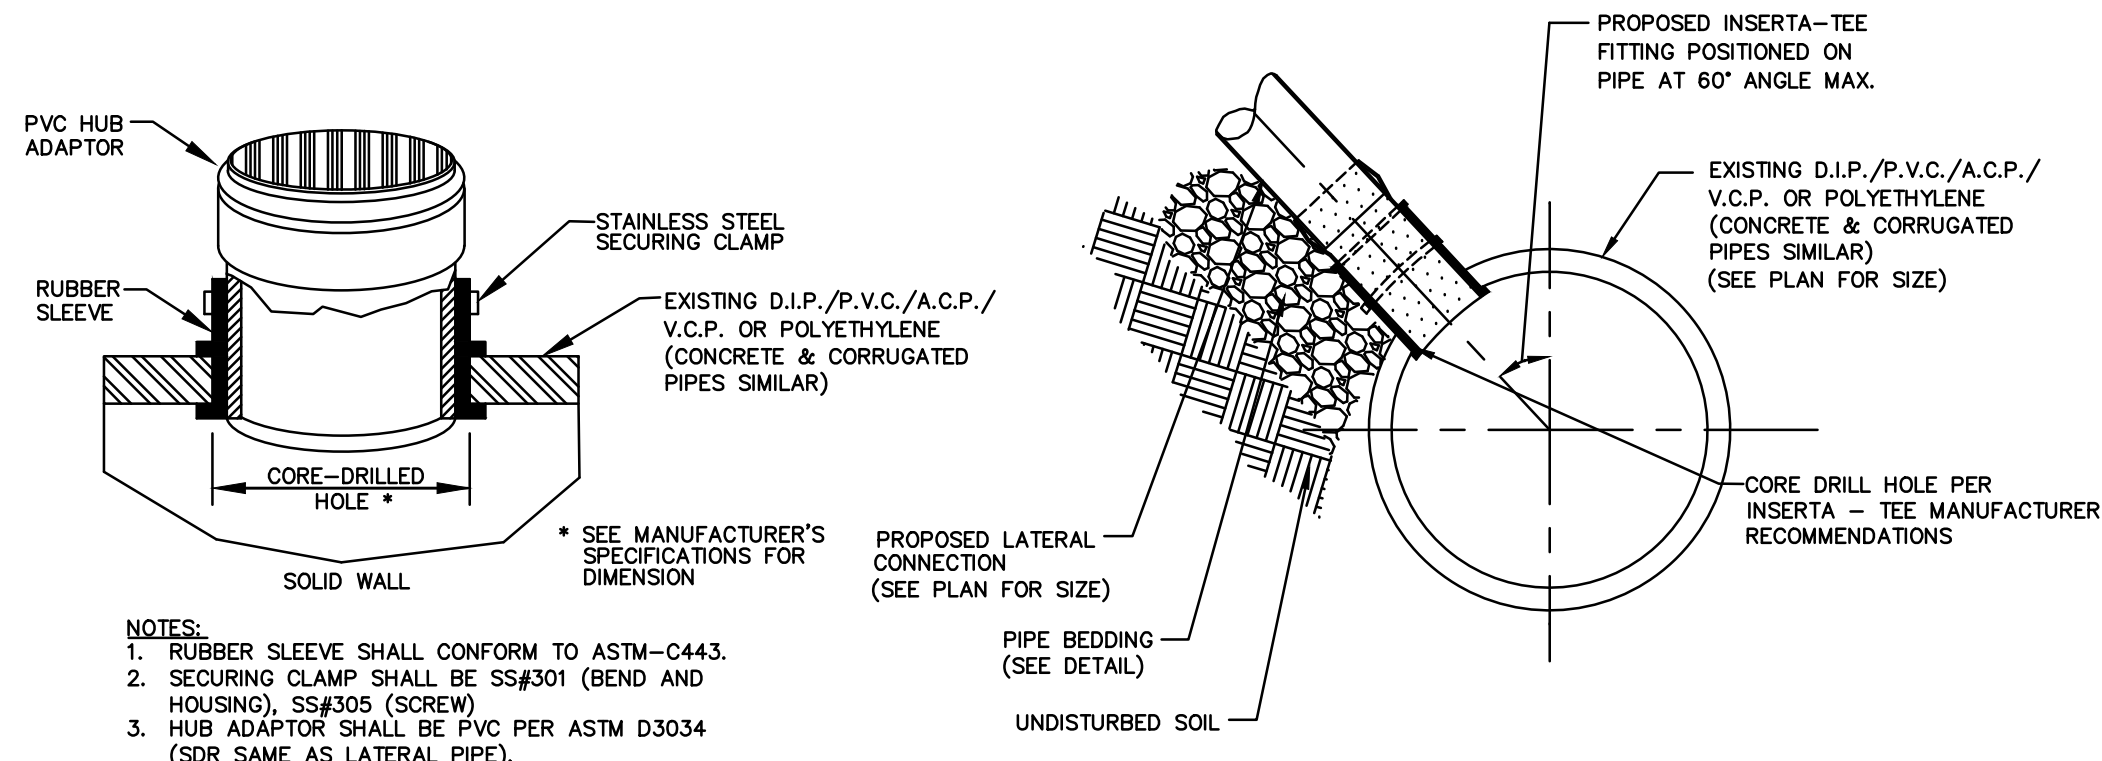 PVC HUB
ADAPTOR
STAINLESS STEEL
SECURING CLAMP
RUBBER
SLEEVE
EXISTING D.I.P./P.V.C./A.C.P./
V.C.P. OR POLYETHYLENE
(CONCRETE & CORRUGATED
PIPES SIMILAR)
CORE-DRILLED
HOLE *
* SEE MANUFACTURER'S
SPECIFICATIONS FOR
DIMENSION
SOLID WALL
NOTES:
1. RUBBER SLEEVE SHALL CONFORM TO ASTM-C443.
2. SECURING CLAMP SHALL BE SS#301 (BEND AND
HOUSING), SS#305 (SCREW)
3. HUB ADAPTOR SHALL BE PVC PER ASTM D3034
(SDR SAME AS LATERAL PIPE).
PROPOSED INSERTA-TEE
FITTING POSITIONED ON
PIPE AT 60° ANGLE MAX.
EXISTING D.I.P./P.V.C./A.C.P./
V.C.P. OR POLYETHYLENE
(CONCRETE & CORRUGATED
PIPES SIMILAR)
(SEE PLAN FOR SIZE)
CORE DRILL HOLE PER
INSERTA - TEE MANUFACTURER
RECOMMENDATIONS
PROPOSED LATERAL
CONNECTION
(SEE PLAN FOR SIZE)
PIPE BEDDING
(SEE DETAIL)
UNDISTURBED SOIL